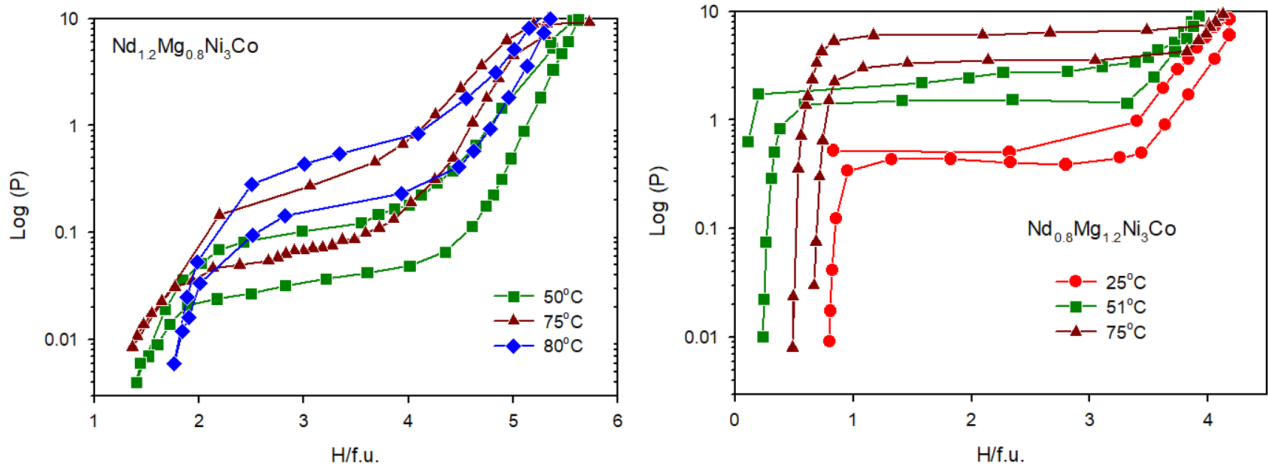 Nd1.2Mg0.8Ni3Co
Log (P)
10
1
0.1
0.01
50°C
75°C
80°C
1 2 3 4 5 6
H/f.u.
Log (P)
10
1
0.1
0.01
Nd0.8Mg1.2Ni3Co
25°C
51°C
75°C
0 1 2 3 4
H/f.u.